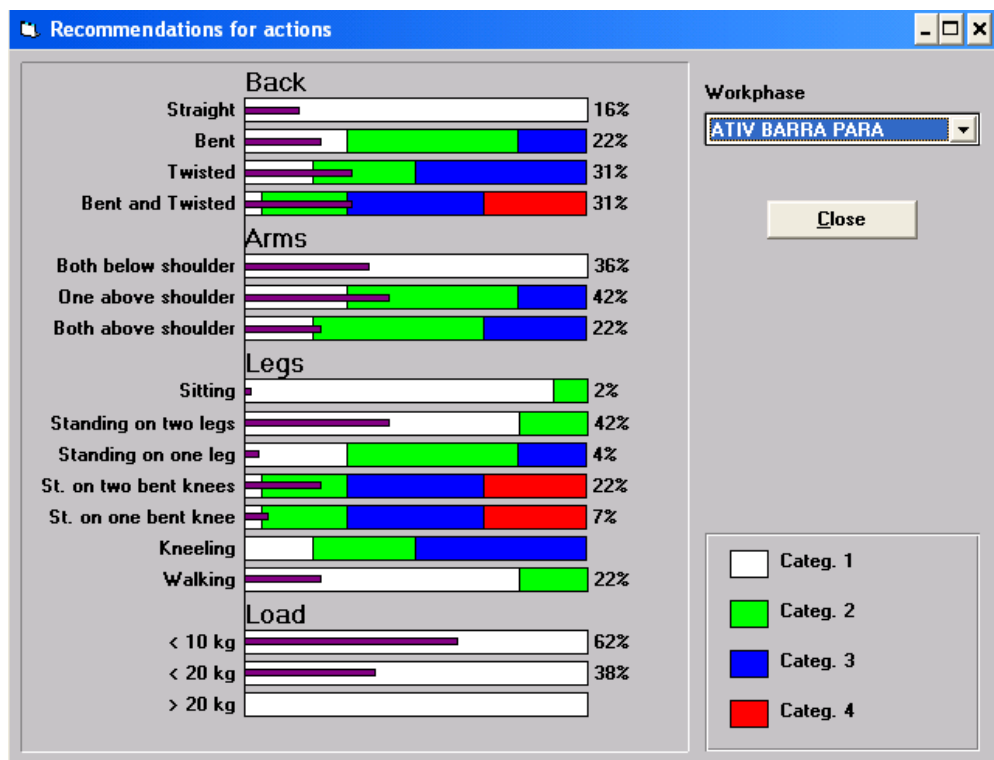 Recommendations for actions
Back
Straight 16%
Bent 22%
Twisted 31%
Bent and Twisted 31%
Arms
Both below shoulder 36%
One above shoulder 42%
Both above shoulder 22%
Legs
Sitting 2%
Standing on two legs 42%
Standing on one leg 4%
St. on two bent knees 22%
St. on one bent knee 7%
Kneeling
Walking 22%
Load
< 10 kg 62%
< 20 kg 38%
> 20 kg
Workphase
ATIV BARRA PARA
Close
Categ. 1
Categ. 2
Categ. 3
Categ. 4